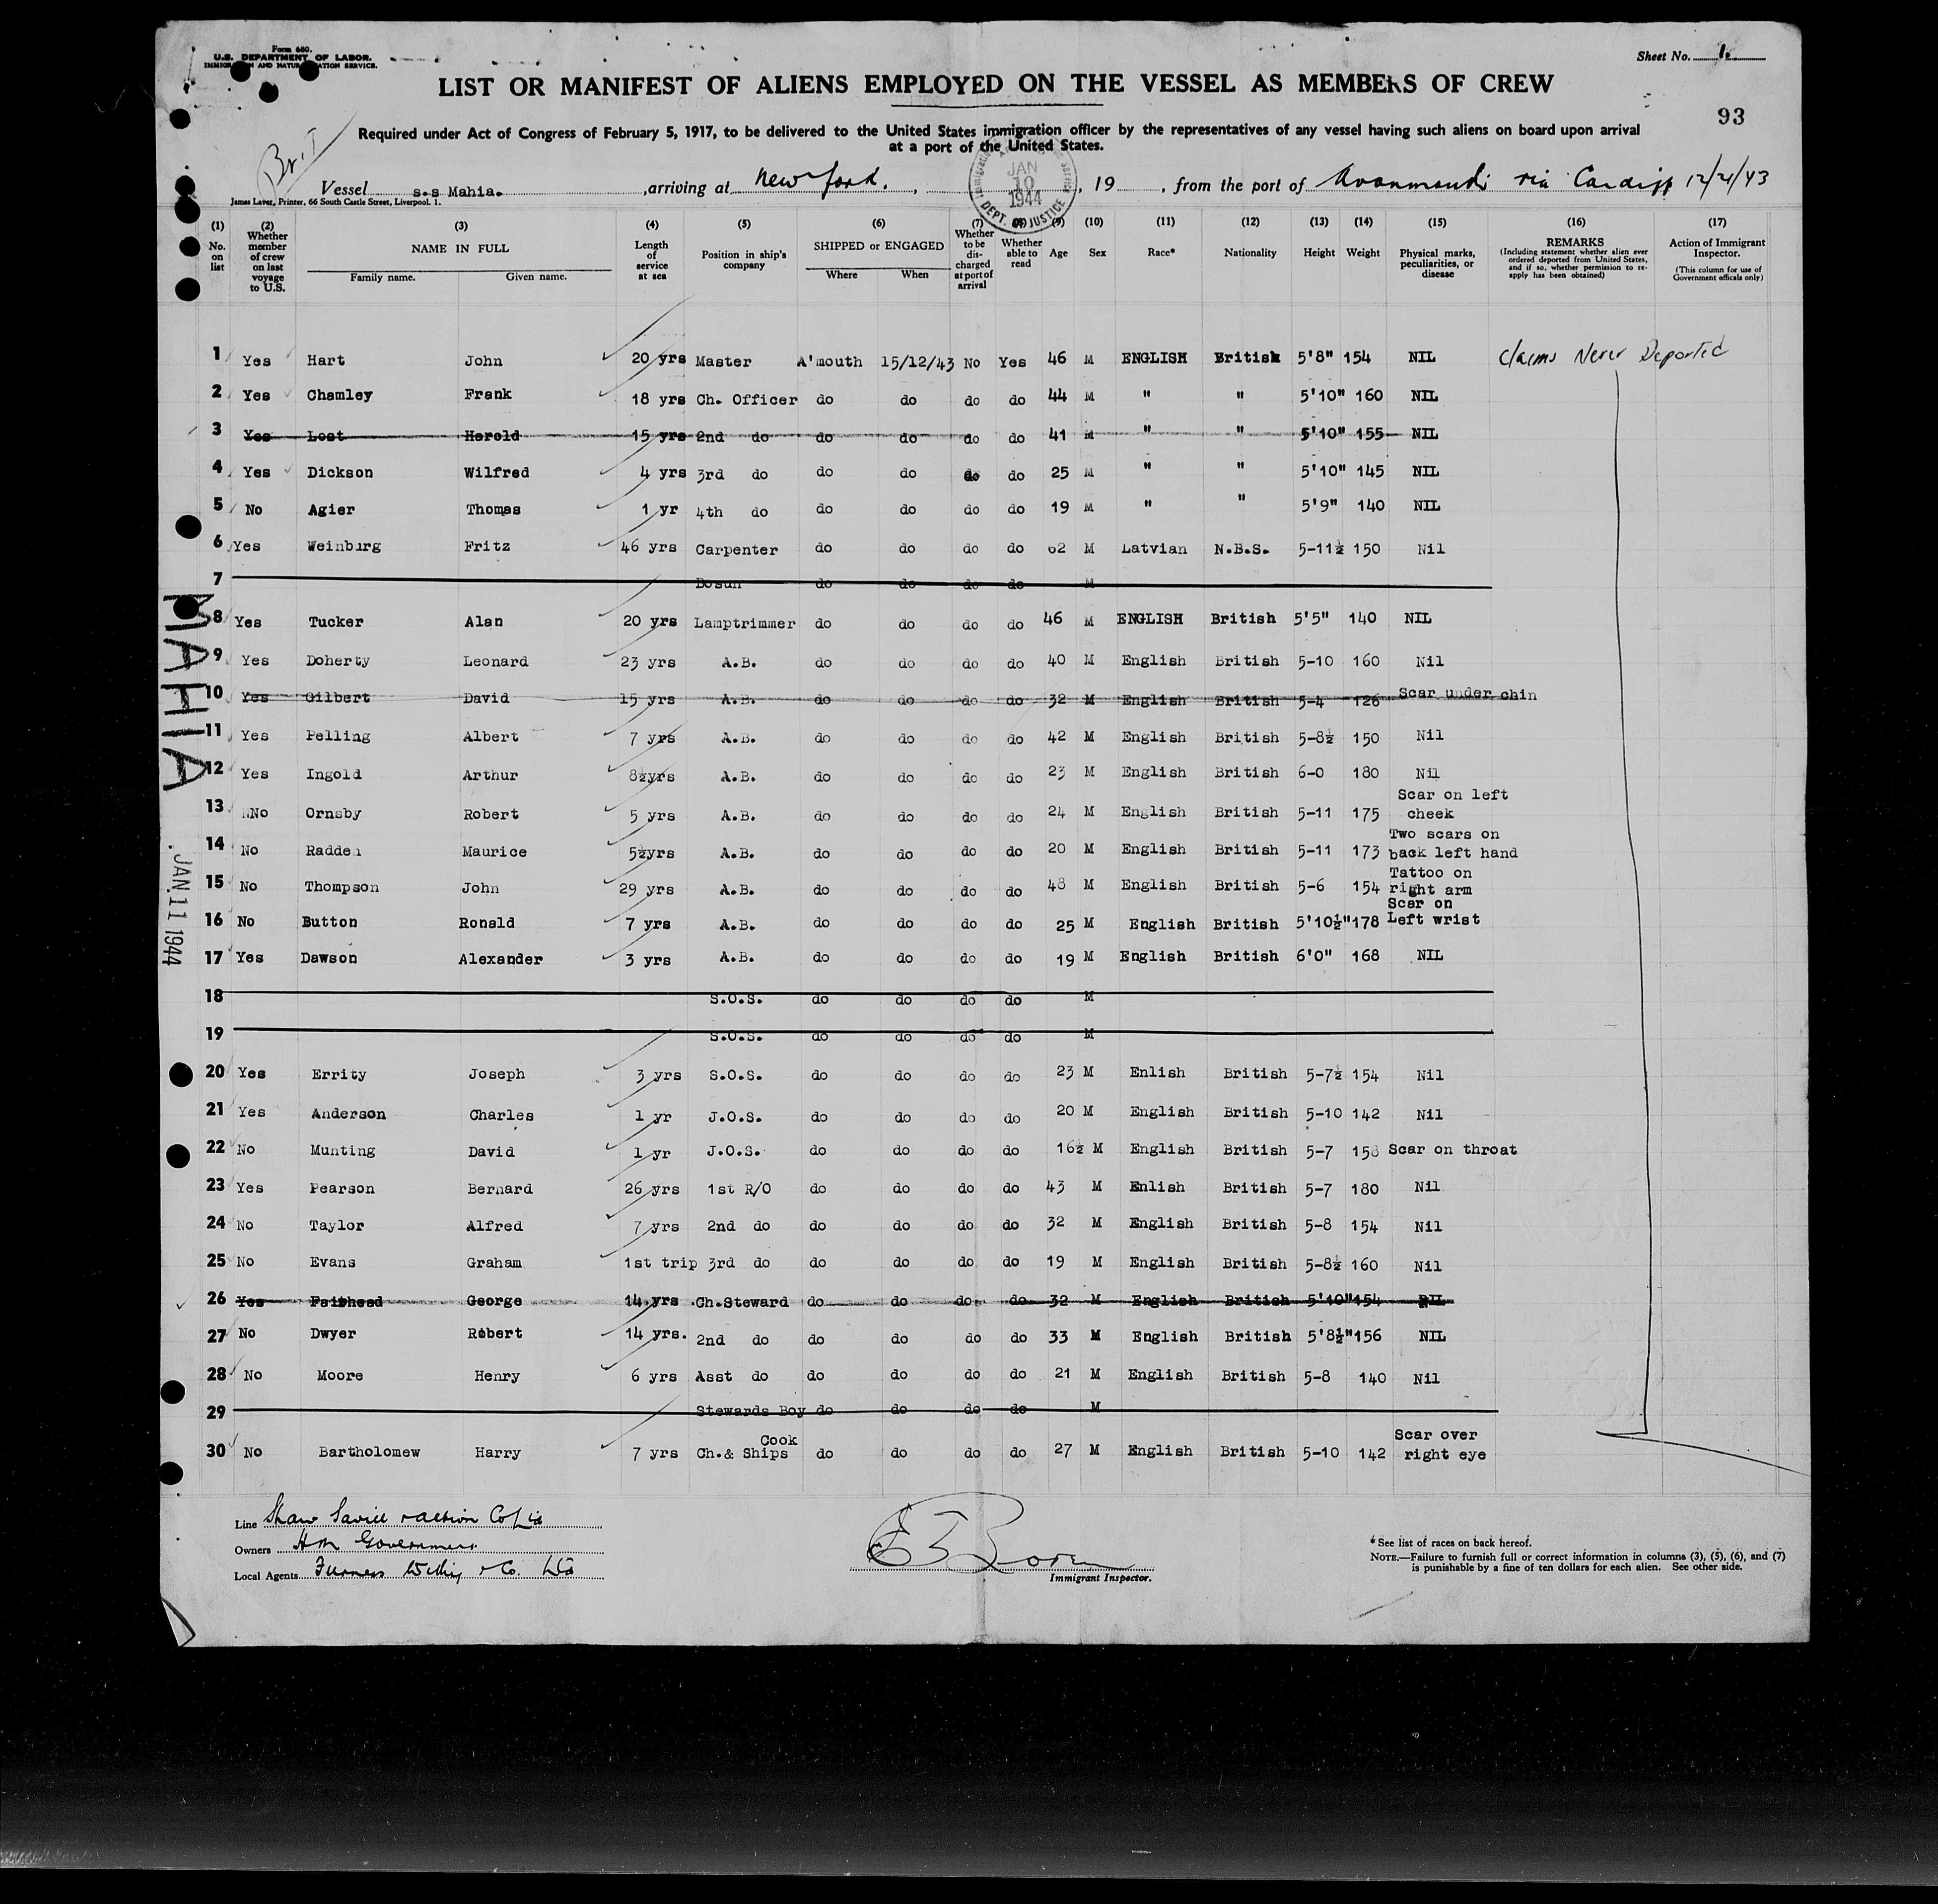 Form 680.
U.S. DEPARTMENT OF LABOR.
IMMIGRATION AND NATURALIZATION SERVICE.
Sheet No. 1.
LIST OR MANIFEST OF ALIENS EMPLOYED ON THE VESSEL AS MEMBERS OF CREW
93
Required under Act of Congress of February 5, 1917, to be delivered to the United States immigration officer by the representatives of any vessel having such aliens on board upon arrival
at a port of the United States.
Brit
JAN 10 1944
DEPT. OF JUSTICE
Vessel s.s Mahia. ,arriving at New York. , , 19 , from the port of Avonmouth via Cardiff 12/21/43
James Laver, Printer, 66 South Castle Street, Liverpool. 1.
(1) (2) (3) (4) (5) (6) (7) (8) (9) (10) (11) (12) (13) (14) (15) (16) (17)
No. on list
Whether member of crew on last voyage to U.S.
NAME IN FULL
Family name. Given name.
Length of service at sea
Position in ship's company
SHIPPED or ENGAGED
Where When
Whether to be discharged at port of arrival
Whether able to read
Age
Sex
Race*
Nationality
Height
Weight
Physical marks, peculiarities, or disease
REMARKS
(Including statement whether alien ever ordered deported from United States, and if so, whether permission to re-apply has been obtained)
Action of Immigrant Inspector.
(This column for use of Government officals only)
1 Yes Hart John 20 yrs Master A'mouth 15/12/43 No Yes 46 M ENGLISH British 5'8" 154 NIL Claims Never Deported
2 Yes Chamley Frank 18 yrs Ch. Officer do do do do 44 M " " 5'10" 160 NIL
3 Yes Lost Harold 15 yrs 2nd do do do do do 41 M " " 5'10" 155 NIL
4 Yes Dickson Wilfred 4 yrs 3rd do do do do do 25 M " " 5'10" 145 NIL
5 No Agier Thomas 1 yr 4th do do do do do 19 M " " 5'9" 140 NIL
6 Yes Weinburg Fritz 46 yrs Carpenter do do do do 62 M Latvian N.B.S. 5-11½ 150 Nil
7 Bosun do do do do M
8 Yes Tucker Alan 20 yrs Lamptrimmer do do do do 46 M ENGLISH British 5'5" 140 NIL
9 Yes Doherty Leonard 23 yrs A.B. do do do do 40 M English British 5-10 160 Nil
10 Yes Gilbert David 15 yrs A.B. do do do do 32 M English British 5-4 126 Scar under chin
11 Yes Pelling Albert 7 yrs A.B. do do do do 42 M English British 5-8½ 150 Nil
12 Yes Ingold Arthur 8½yrs A.B. do do do do 23 M English British 6-0 180 Nil
13 No Ornsby Robert 5 yrs A.B. do do do do 24 M English British 5-11 175 Scar on left cheek
14 No Radden Maurice 5½yrs A.B. do do do do 20 M English British 5-11 173 Two scars on back left hand
15 No Thompson John 29 yrs A.B. do do do do 48 M English British 5-6 154 Tattoo on right arm
16 No Button Ronald 7 yrs A.B. do do do do 25 M English British 5'10½" 178 Scar on Left wrist
17 Yes Dawson Alexander 3 yrs A.B. do do do do 19 M English British 6'0" 168 NIL
18 S.O.S. do do do do M
19 S.O.S. do do do do M
20 Yes Errity Joseph 3 yrs S.O.S. do do do do 23 M Enlish British 5-7½ 154 Nil
21 Yes Anderson Charles 1 yr J.O.S. do do do do 20 M English British 5-10 142 Nil
22 No Munting David 1 yr J.O.S. do do do do 16½ M English British 5-7 158 Scar on throat
23 Yes Pearson Bernard 26 yrs 1st R/O do do do do 43 M Enlish British 5-7 180 Nil
24 No Taylor Alfred 7 yrs 2nd do do do do do 32 M English British 5-8 154 Nil
25 No Evans Graham 1st trip 3rd do do do do do 19 M English British 5-8½ 160 Nil
26 Yes Faithead George 14 yrs Ch.Steward do do do do 32 M English British 5'10" 154 NIL
27 No Dwyer Robert 14 yrs. 2nd do do do do do 33 M English British 5'8½" 156 NIL
28 No Moore Henry 6 yrs Asst do do do do do 21 M English British 5-8 140 Nil
29 Stewards Boy do do do do M
30 No Bartholomew Harry 7 yrs Ch.& Ships Cook do do do do 27 M English British 5-10 142 Scar over right eye
MAHIA
JAN 11 1944
Line Shaw Savill & Albion Co Ltd
Owners HM Government
Local Agents Furness Withy & Co. Ltd
Immigrant Inspector.
* See list of races on back hereof.
NOTE.—Failure to furnish full or correct information in columns (3), (5), (6), and (7)
is punishable by a fine of ten dollars for each alien. See other side.